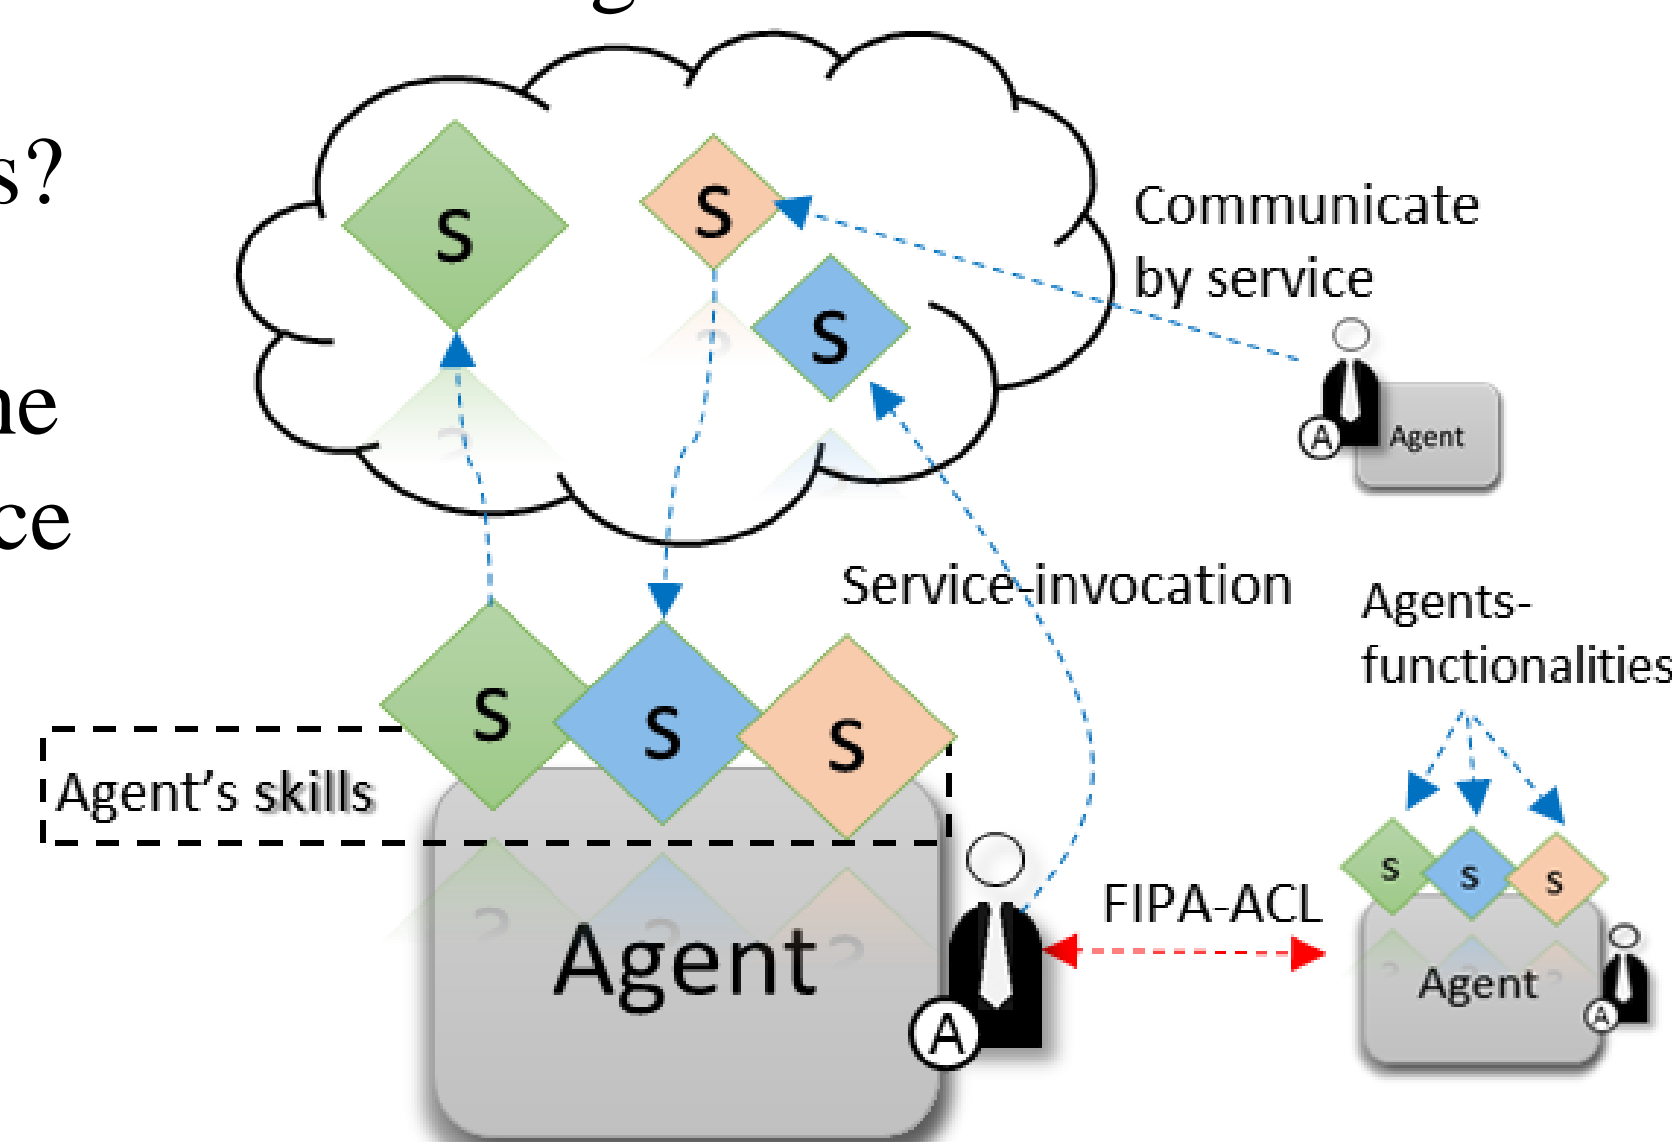 s?
ne
ce
S
S
S
Communicate
by service
A
Agent
Service-invocation
Agents-
functionalities
S
S
S
Agent's skills
Agent
A
FIPA-ACL
S
S
S
Agent
A